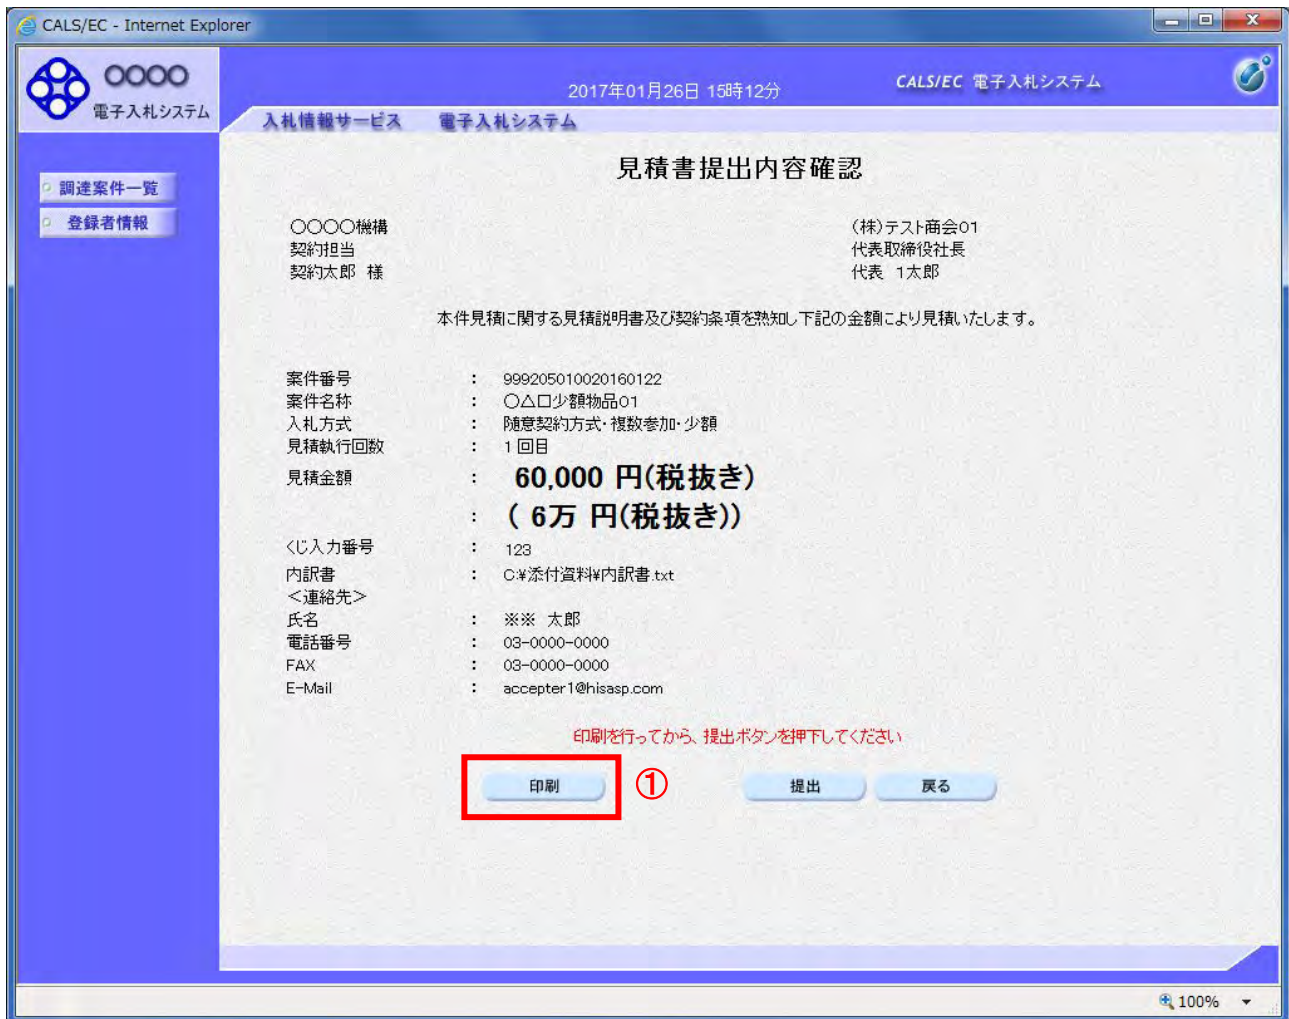 CALS/EC - Internet Explorer
○○○○
電子入札システム
2017年01月26日 15時12分
CALS/EC 電子入札システム
入札情報サービス 電子入札システム
調達案件一覧
登録者情報
見積書提出内容確認
○○○○機構
契約担当
契約太郎 様
(株)テスト商会01
代表取締役社長
代表 1太郎
本件見積に関する見積説明書及び契約条項を熟知し下記の金額により見積いたします。
案件番号 : 999205010020160122
案件名称 : ○△□少額物品01
入札方式 : 随意契約方式・複数参加・少額
見積執行回数 : 1回目
見積金額 : 60,000 円(税抜き)
: ( 6万 円(税抜き))
くじ入力番号 : 123
内訳書 : C:¥添付資料¥内訳書.txt
<連絡先>
氏名 : ※※ 太郎
電話番号 : 03-0000-0000
FAX : 03-0000-0000
E-Mail : accepter1@hisasp.com
印刷を行ってから、提出ボタンを押下してください
印刷 ① 提出 戻る
100%